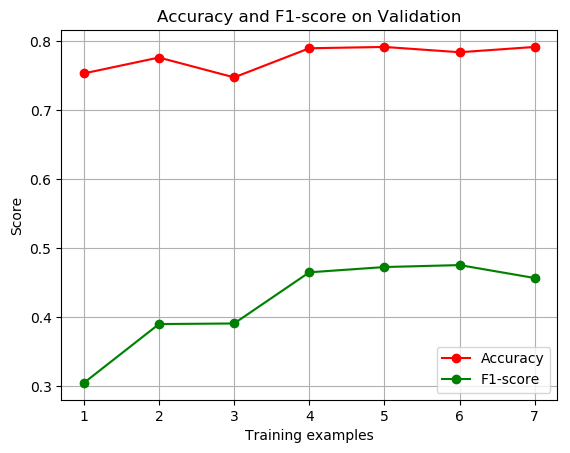 Accuracy and F1-score on Validation
0.8
0.7
0.6
0.5
0.4
0.3
Score
1 2 3 4 5 6 7
Training examples
Accuracy
F1-score